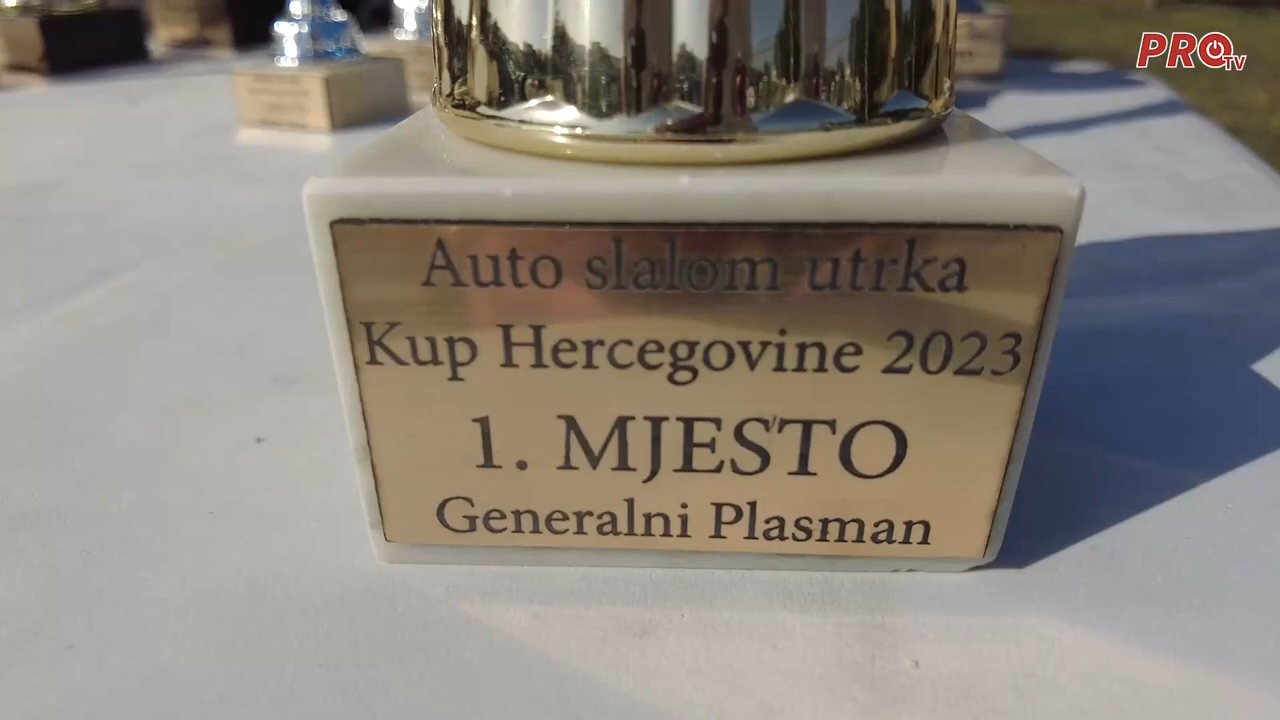 PRO TV
Auto slalom utrka
Kup Hercegovine 2023
1. MJESTO
Generalni Plasman